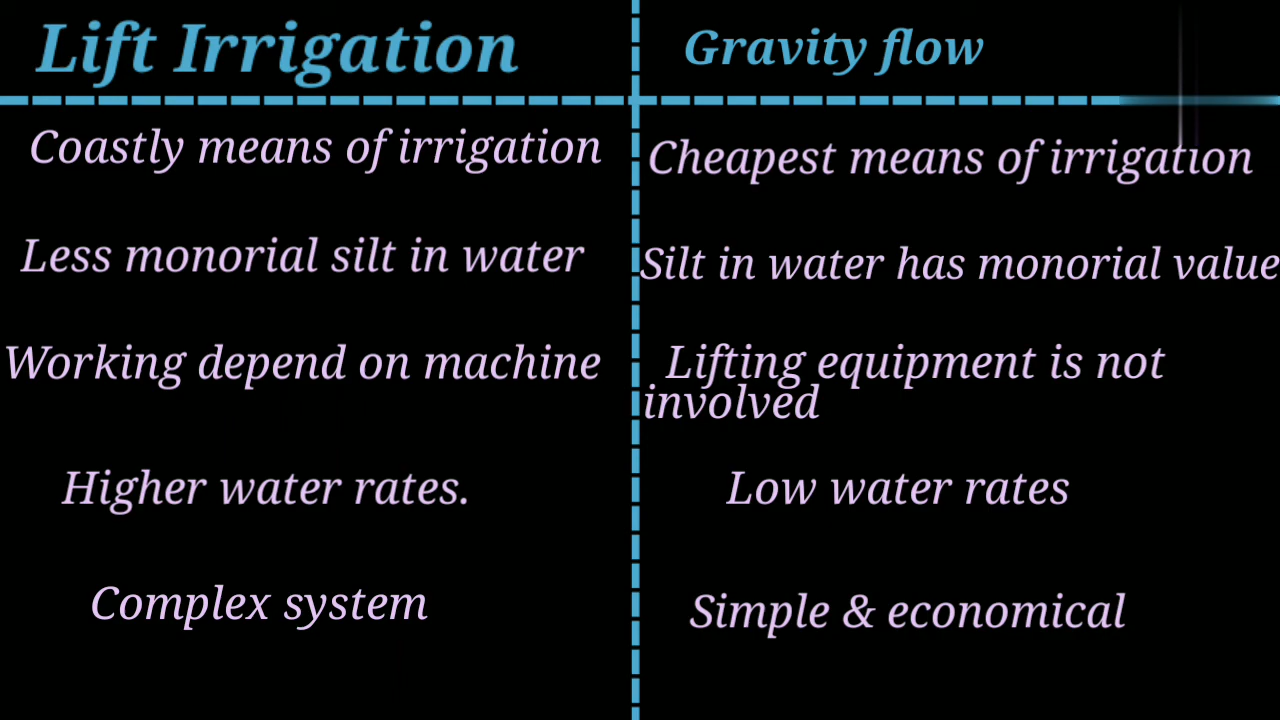 Lift Irrigation
Gravity flow
Coastly means of irrigation
Cheapest means of irrigation
Less monorial silt in water
Silt in water has monorial value
Working depend on machine
Lifting equipment is not
involved
Higher water rates.
Low water rates
Complex system
Simple & economical